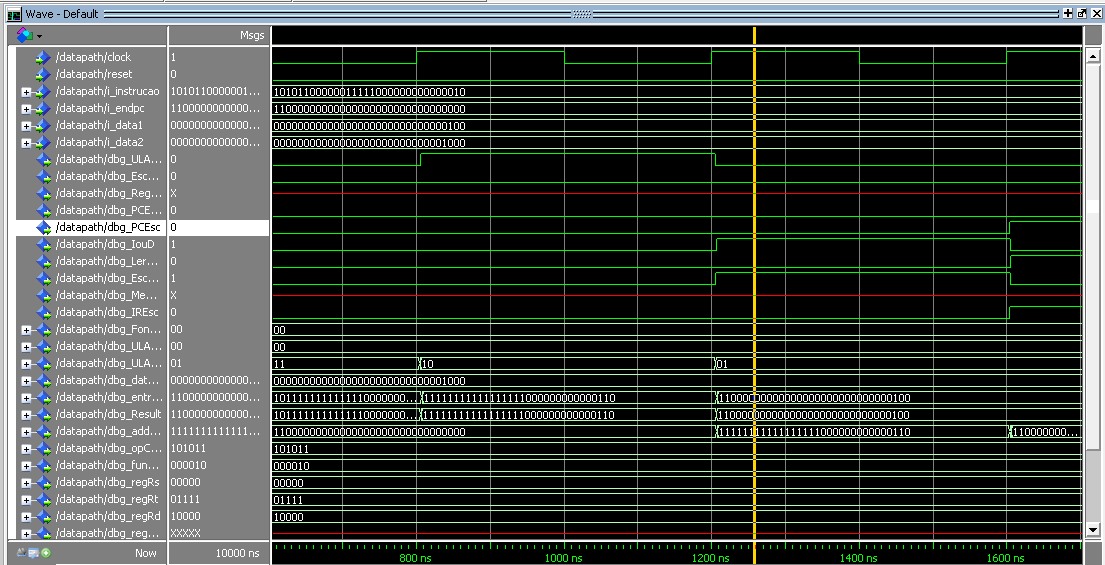 Wave - Default
Msgs
/datapath/clock 1
/datapath/reset 0
/datapath/i_instrucao 1010110000001... 10101100000011111000000000000010
/datapath/i_endpc 1100000000000... 11000000000000000000000000000000
/datapath/i_data1 0000000000000... 00000000000000000000000000000100
/datapath/i_data2 0000000000000... 00000000000000000000000000001000
/datapath/dbg_ULA... 0
/datapath/dbg_Esc... 0
/datapath/dbg_Reg... X
/datapath/dbg_PCE... 0
/datapath/dbg_PCEsc 0
/datapath/dbg_IouD 1
/datapath/dbg_Ler... 0
/datapath/dbg_Esc... 1
/datapath/dbg_Me... X
/datapath/dbg_IREsc 0
/datapath/dbg_Fon... 00 00
/datapath/dbg_ULA... 00 00
/datapath/dbg_ULA... 01 11 10 01
/datapath/dbg_dat... 0000000000000... 00000000000000000000000000001000
/datapath/dbg_entr... 1100000000000... 1011111111111110000000... 11111111111111111000000000000110 11000000000000000000000000000100
/datapath/dbg_Result 1100000000000... 1011111111111110000000... 11111111111111111000000000000110 11000000000000000000000000000100
/datapath/dbg_add... 1111111111111... 11000000000000000000000000000000 11111111111111111000000000000110 110000000...
/datapath/dbg_opC... 101011 101011
/datapath/dbg_fun... 000010 000010
/datapath/dbg_regRs 00000 00000
/datapath/dbg_regRt 01111 01111
/datapath/dbg_regRd 10000 10000
/datapath/dbg_reg... XXXXX
Now 10000 ns 800 ns 1000 ns 1200 ns 1400 ns 1600 ns